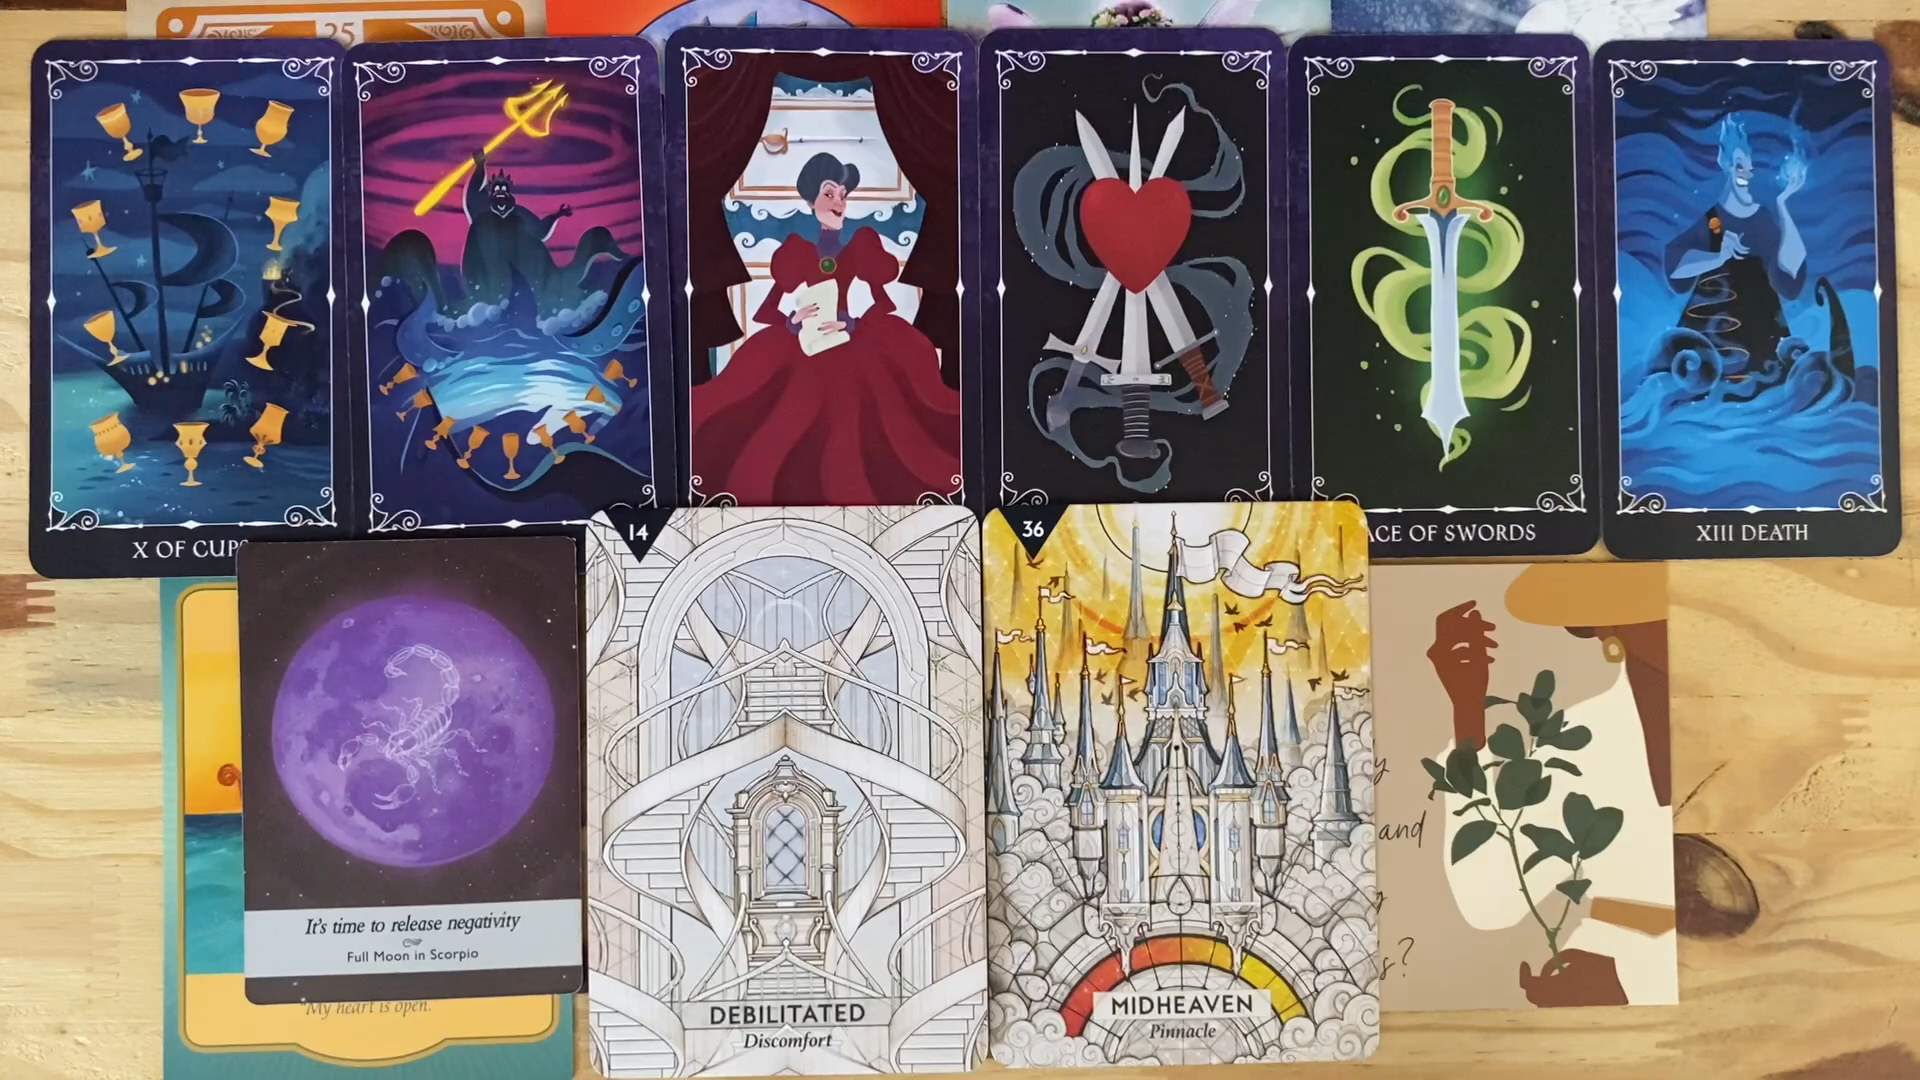 25
X OF CUPS
ACE OF SWORDS
XIII DEATH
14
36
It's time to release negativity
Full Moon in Scorpio
"My heart is open."
DEBILITATED
Discomfort
MIDHEAVEN
Pinnacle
y
and
g
s?